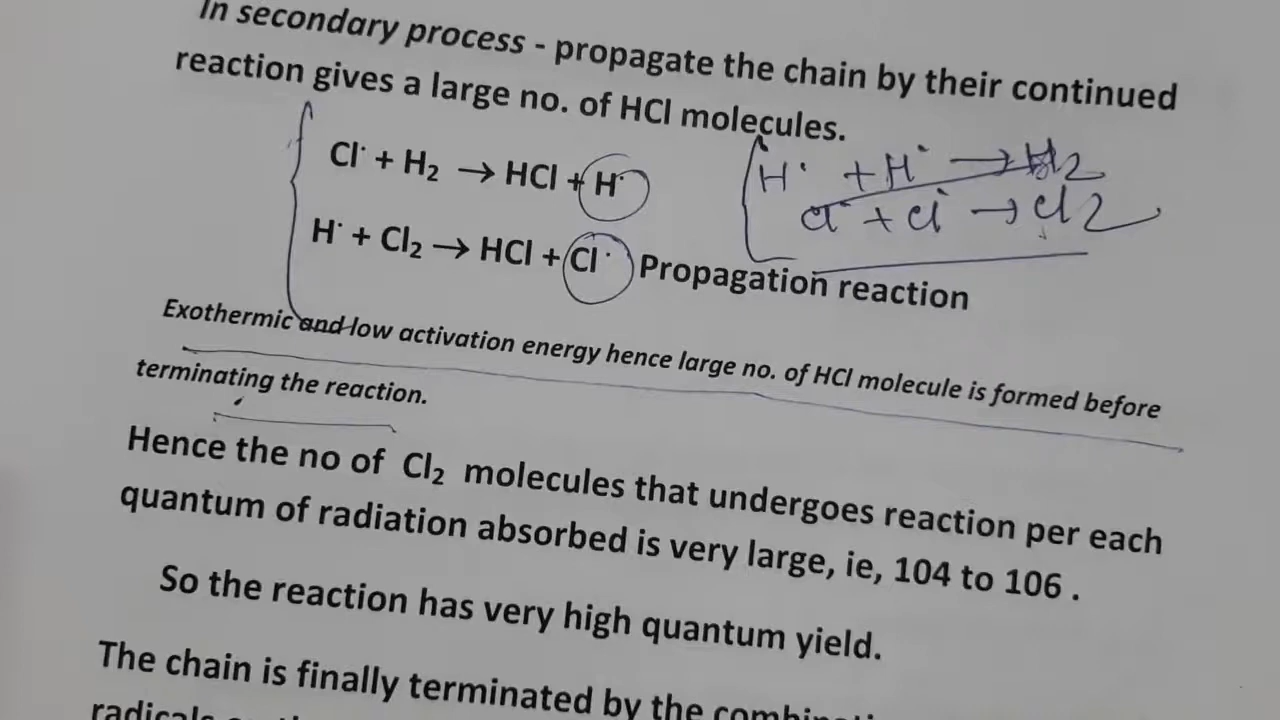 In secondary process - propagate the chain by their continued
reaction gives a large no. of HCl molecules.
Cl˙ + H₂ → HCl + H˙
H˙ + H˙ → H2
Cl˙ + Cl˙ → Cl2
H˙ + Cl₂ → HCl + Cl˙ Propagation reaction
Exothermic and low activation energy hence large no. of HCl molecule is formed before
terminating the reaction.
Hence the no of Cl₂ molecules that undergoes reaction per each
quantum of radiation absorbed is very large, ie, 104 to 106 .
So the reaction has very high quantum yield.
The chain is finally terminated by the
radicals